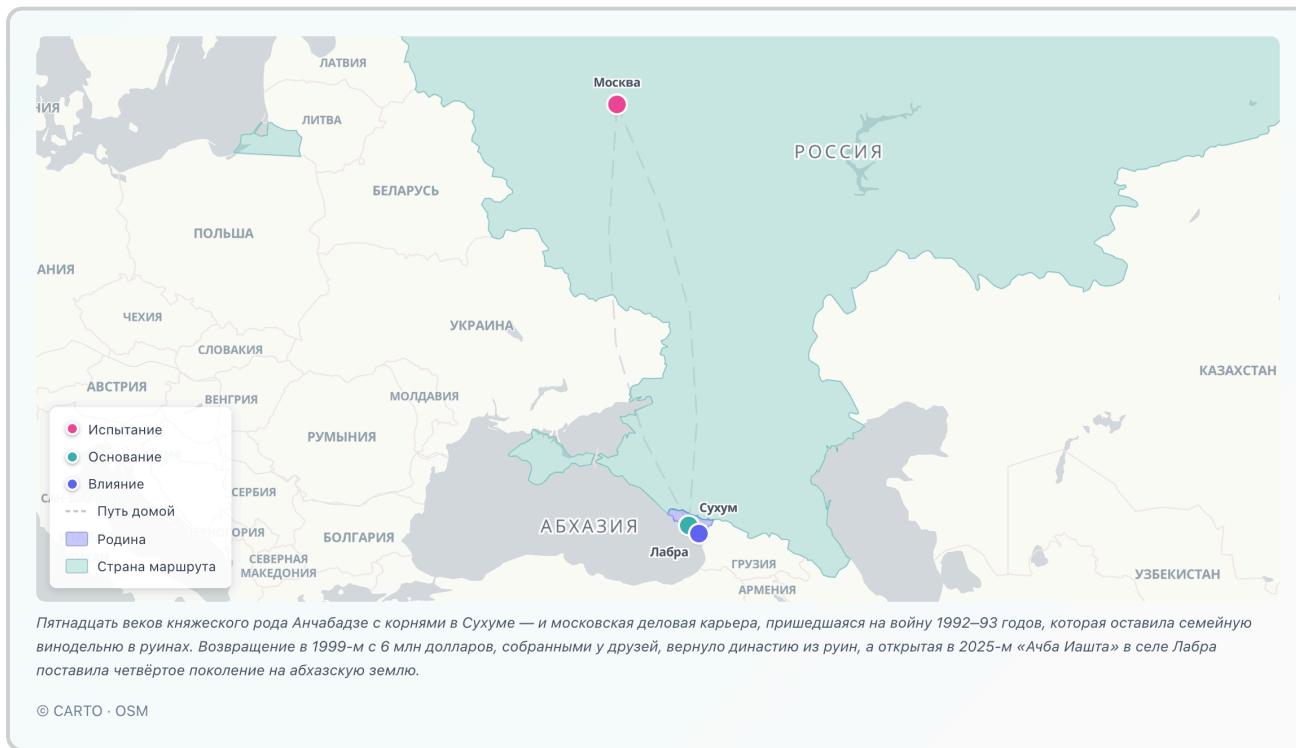 ЛАТВИЯ
Москва
НИЯ
ЛИТВА
РОССИЯ
БЕЛАРУСЬ
ПОЛЬША
АНИЯ
ЧЕХИЯ
УКРАИНА
СЛОВАКИЯ
КАЗАХСТАН
АВСТРИЯ
ВЕНГРИЯ
МОЛДАВИЯ
Испытание
РУМЫНИЯ
Основание
Влияние
СЕРБИЯ
Путь домой
Сухум
АБХАЗИЯ
Родина
БОЛГАРИЯ
Лабра
СЕВЕРНАЯ
МАКЕДОНИЯ
ГРУЗИЯ
Страна маршрута
УЗБЕКИСТАН
АРМЕНИЯ
Пятнадцать веков княжеского рода Анчабадзе с корнями в Сухуме — и московская деловая карьера, пришедшаяся на войну 1992–93 годов, которая оставила семейную
винодельню в руинах. Возвращение в 1999-м с 6 млн долларов, собранными у друзей, вернуло династию из руин, а открытая в 2025-м «Ачба Иашта» в селе Лабра
поставила четвёртое поколение на абхазскую землю.
© CARTO · OSM